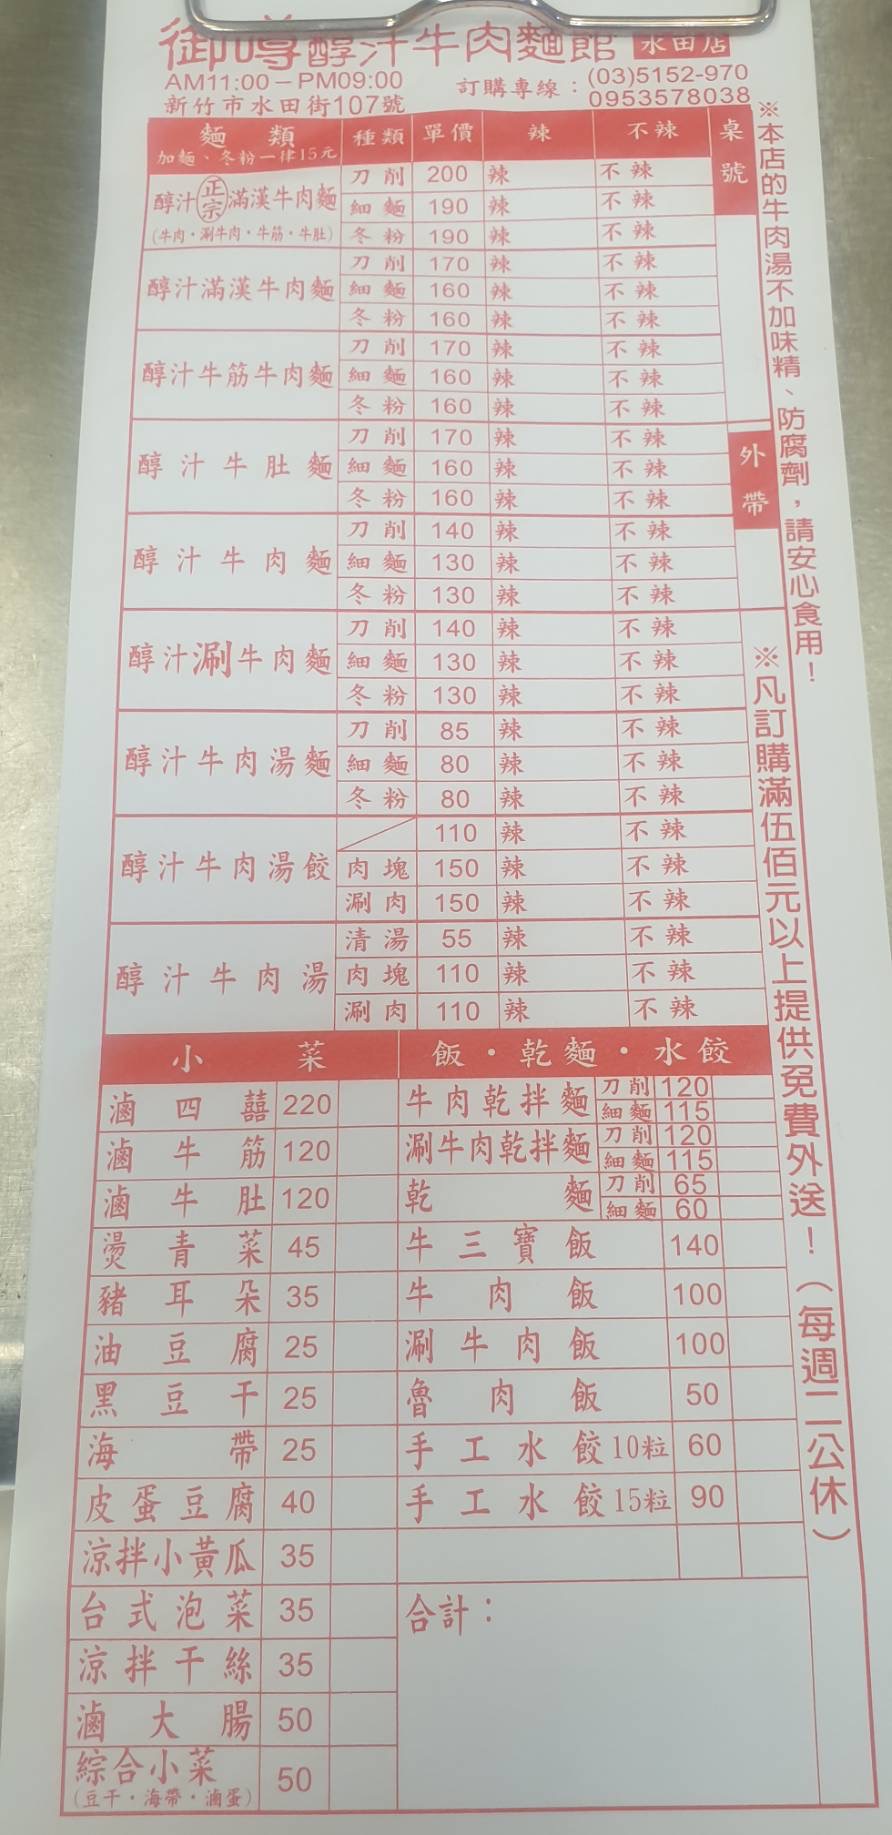 御噂醇汁牛肉麵館 水田店
AM11:00－PM09:00
新竹市水田街107號
訂購專線：(03)5152-970
0953578038
麵類 種類 單價 辣 不辣 桌號
加麵、冬粉一律15元
醇汁正宗滿漢牛肉麵
(牛肉・涮牛肉・牛筋・牛肚)
刀削 200 辣 不辣
細麵 190 辣 不辣
冬粉 190 辣 不辣
醇汁滿漢牛肉麵
刀削 170 辣 不辣
細麵 160 辣 不辣
冬粉 160 辣 不辣
醇汁牛筋牛肉麵
刀削 170 辣 不辣
細麵 160 辣 不辣
冬粉 160 辣 不辣
醇汁牛肚麵
刀削 170 辣 不辣
細麵 160 辣 不辣
冬粉 160 辣 不辣
醇汁牛肉麵
刀削 140 辣 不辣
細麵 130 辣 不辣
冬粉 130 辣 不辣
醇汁涮牛肉麵
刀削 140 辣 不辣
細麵 130 辣 不辣
冬粉 130 辣 不辣
醇汁牛肉湯麵
刀削 85 辣 不辣
細麵 80 辣 不辣
冬粉 80 辣 不辣
醇汁牛肉湯餃
110 辣 不辣
肉塊 150 辣 不辣
涮肉 150 辣 不辣
醇汁牛肉湯
清湯 55 辣 不辣
肉塊 110 辣 不辣
涮肉 110 辣 不辣
外帶
※本店的牛肉湯不加味精、防腐劑，請安心食用！
※凡訂購滿伍佰元以上提供免費外送！(每週二公休)
小菜
滷四囍 220
滷牛筋 120
滷牛肚 120
燙青菜 45
豬耳朵 35
油豆腐 25
黑豆干 25
海帶 25
皮蛋豆腐 40
涼拌小黃瓜 35
台式泡菜 35
涼拌干絲 35
滷大腸 50
綜合小菜 50
(豆干・海帶・滷蛋)
飯・乾麵・水餃
牛肉乾拌麵 刀削 120
細麵 115
涮牛肉乾拌麵 刀削 120
細麵 115
乾麵 刀削 65
細麵 60
牛三寶飯 140
牛肉飯 100
涮牛肉飯 100
魯肉飯 50
手工水餃10粒 60
手工水餃15粒 90
合計：